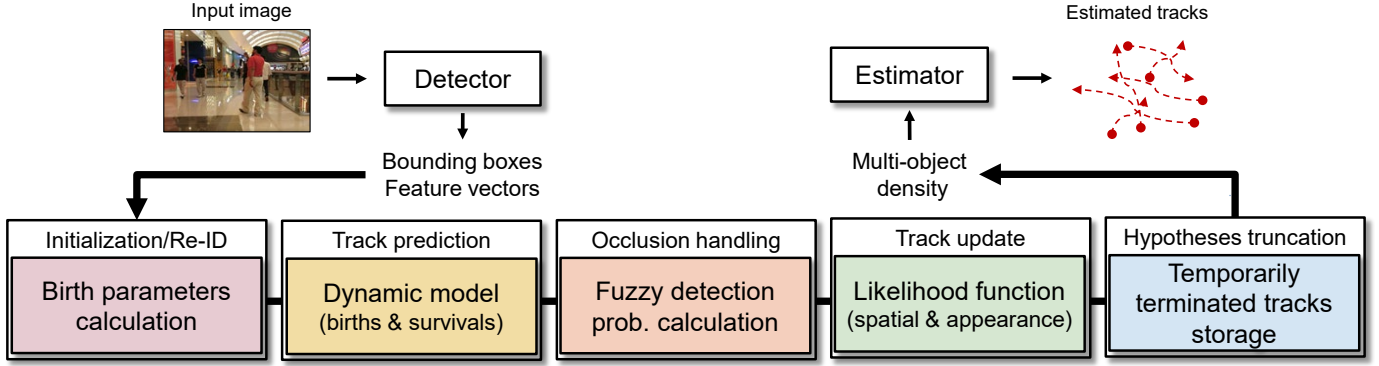 Input image
Detector
Bounding boxes
Feature vectors
Estimator
Estimated tracks
Multi-object
density
Initialization/Re-ID
Birth parameters
calculation
Track prediction
Dynamic model
(births & survivals)
Occlusion handling
Fuzzy detection
prob. calculation
Track update
Likelihood function
(spatial & appearance)
Hypotheses truncation
Temporarily
terminated tracks
storage